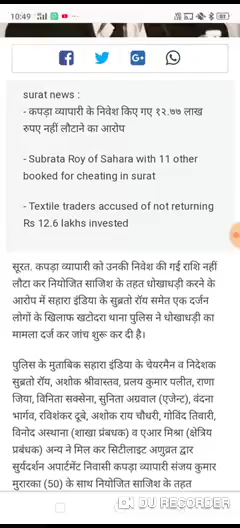 10:49
surat news :
- कपड़ा व्यापारी के निवेश किए गए १२.७७ लाख
रुपए नहीं लौटाने का आरोप
- Subrata Roy of Sahara with 11 other
booked for cheating in surat
- Textile traders accused of not returning
Rs 12.6 lakhs invested
सूरत. कपड़ा व्यापारी को उनकी निवेश की गई राशि नहीं
लौटा कर नियोजित साजिश के तहत धोखाधड़ी करने के
आरोप में सहारा इंडिया के सुब्रतो रॉय समेत एक दर्जन
लोगों के खिलाफ खटोदरा थाना पुलिस ने धोखाधड़ी का
मामला दर्ज कर जांच शुरू कर दी है।
पुलिस के मुताबिक सहारा इंडिया के चेयरमैन व निदेशक
सुब्रतो रॉय, अशोक श्रीवास्तव, प्रलय कुमार पलीत, राणा
जिया, विनिता सक्सेना, सुनिता अग्रवाल (एजेन्ट), वंदना
भार्गव, रविशंकर दूबे, अशोक राय चौधरी, गोविंद तिवारी,
विनोद अस्थाना (शाखा प्रंबधक) व एआर मिश्रा (क्षेत्रिय
प्रबंधक) अन्य ने मिल कर सिटीलाइट अणुव्रत द्वार
सुर्यदर्शन अपार्टमेंट निवासी कपड़ा व्यापारी संजय कुमार
मुरारका (50) के साथ नियोजित साजिश के तहत
DU RECORDER